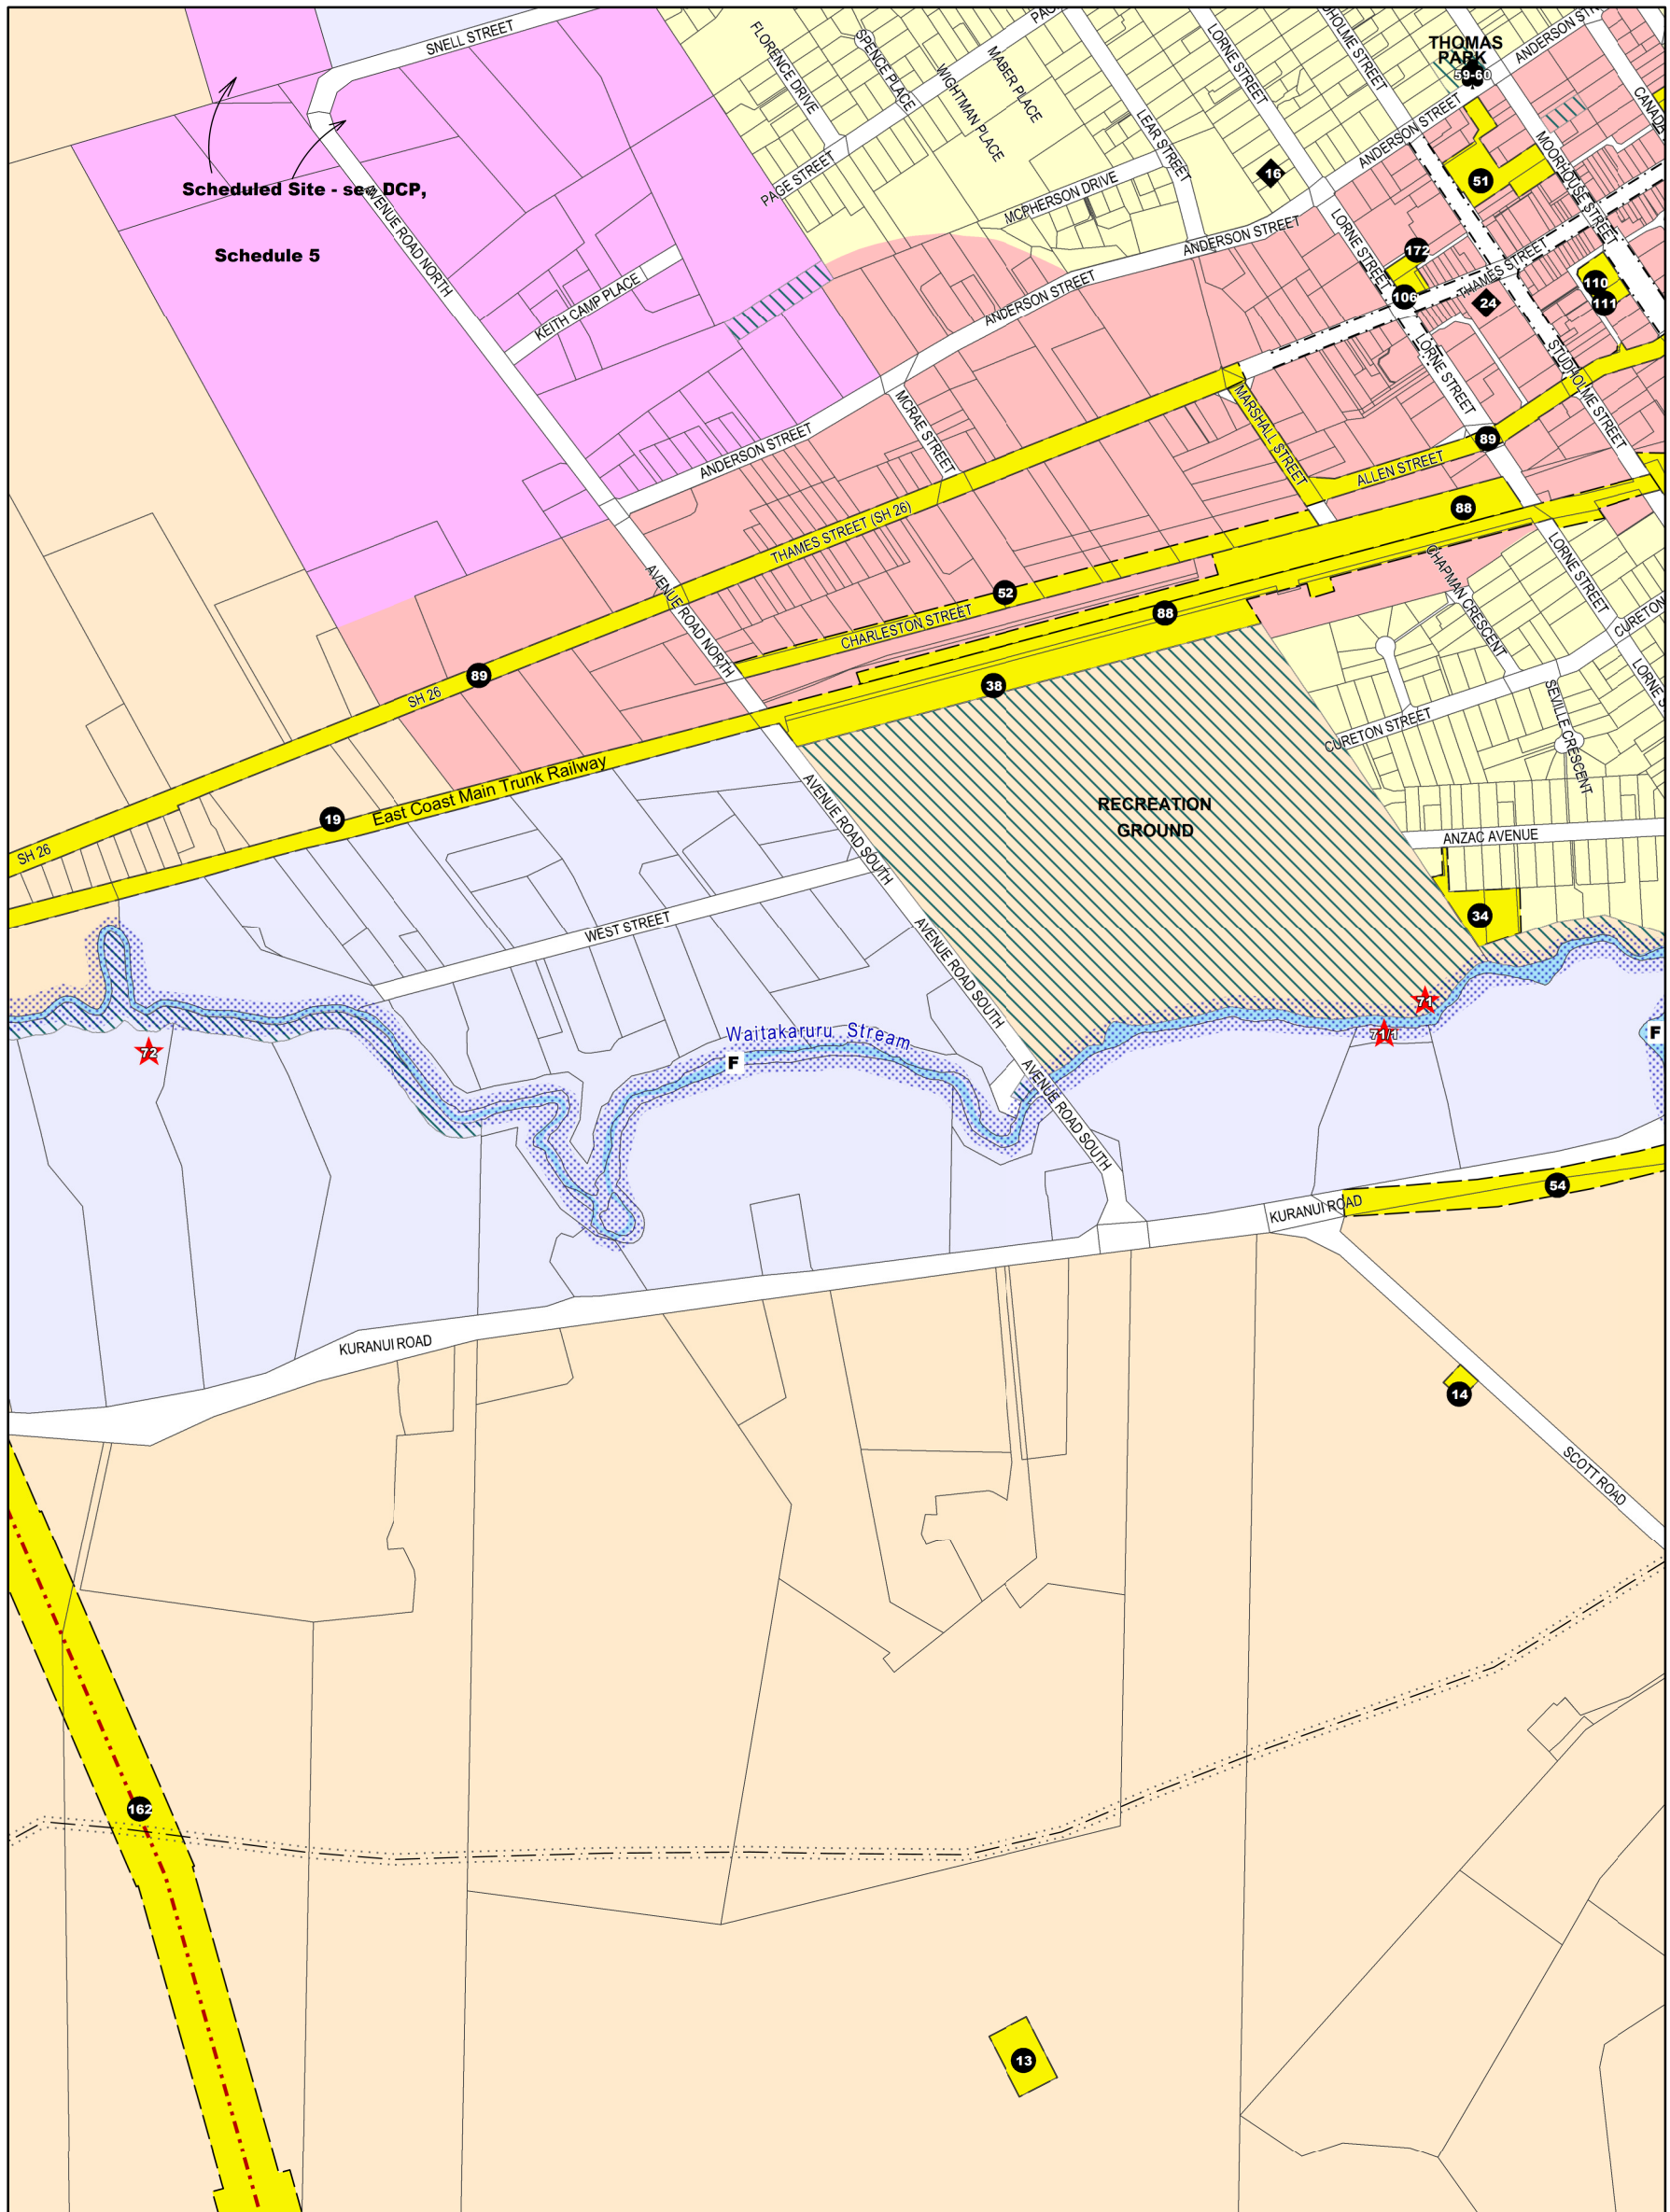 SNELL STREET
FLORENCE DRIVE
SPENCE PLACE
WIGHTMAN PLACE
MABER PLACE
LORNE STREET
THOMAS
PARK
59-60
ANDERSON STREET
MOORHOUSE STREET
LEAR STREET
PAGE STREET
MCPHERSON DRIVE
16
51
Scheduled Site - see DCP,
Schedule 5
AVENUE ROAD NORTH
KEITH CAMP PLACE
ANDERSON STREET
ANDERSON STREET
LORNE STREET
172
106
THAMES STREET
24
110
111
STUDHOLME STREET
LORNE STREET
MCRAE STREET
MARSHALL STREET
ANDERSON STREET
ALLEN STREET
89
88
THAMES STREET (SH 26)
AVENUE ROAD NORTH
CHARLESTON STREET
52
88
CHAPMAN CRESCENT
LORNE STREET
SH 26
89
38
CURETON STREET
SEVILLE CRESCENT
East Coast Main Trunk Railway
19
SH 26
AVENUE ROAD SOUTH
RECREATION
GROUND
ANZAC AVENUE
34
WEST STREET
AVENUE ROAD SOUTH
Waitakaruru Stream
F
71
71/1
F
72
AVENUE ROAD SOUTH
54
KURANUI ROAD
KURANUI ROAD
14
SCOTT ROAD
162
13